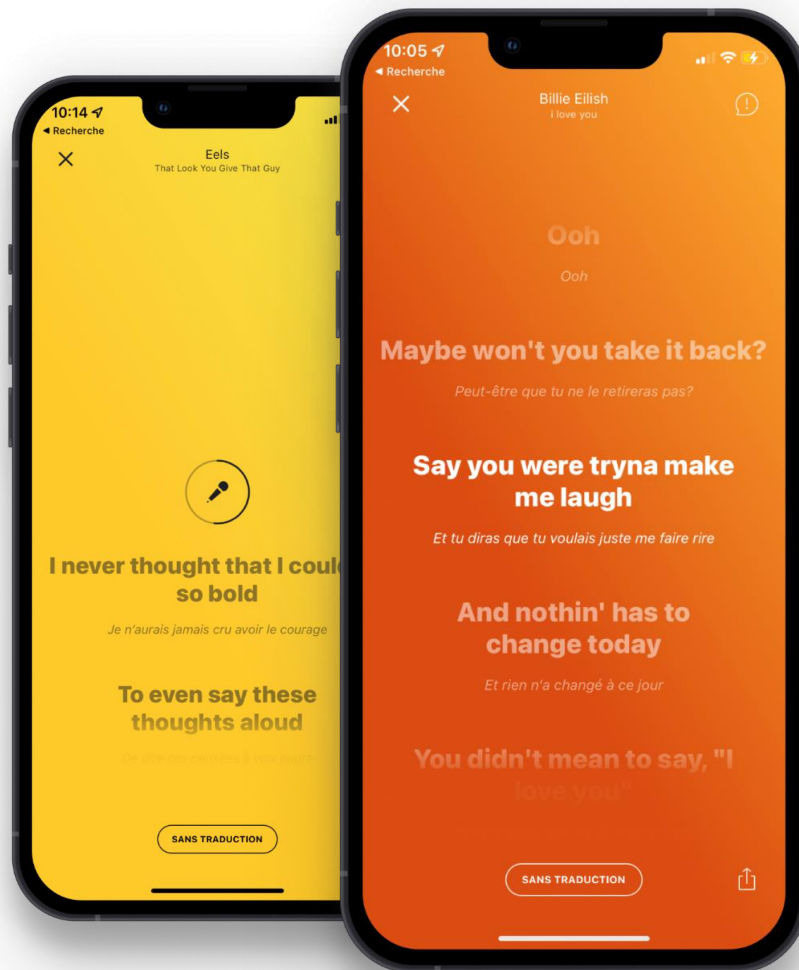 10:14
◀ Recherche
Eels
That Look You Give That Guy
I never thought that I coul
so bold
Je n'aurais jamais cru avoir le courage
To even say these
thoughts aloud
SANS TRADUCTION
10:05
◀ Recherche
Billie Eilish
i love you
Ooh
Ooh
Maybe won't you take it back?
Peut-être que tu ne le retireras pas?
Say you were tryna make
me laugh
Et tu diras que tu voulais juste me faire rire
And nothin' has to
change today
Et rien n'a changé à ce jour
You didn't mean to say, "I
love you"
SANS TRADUCTION